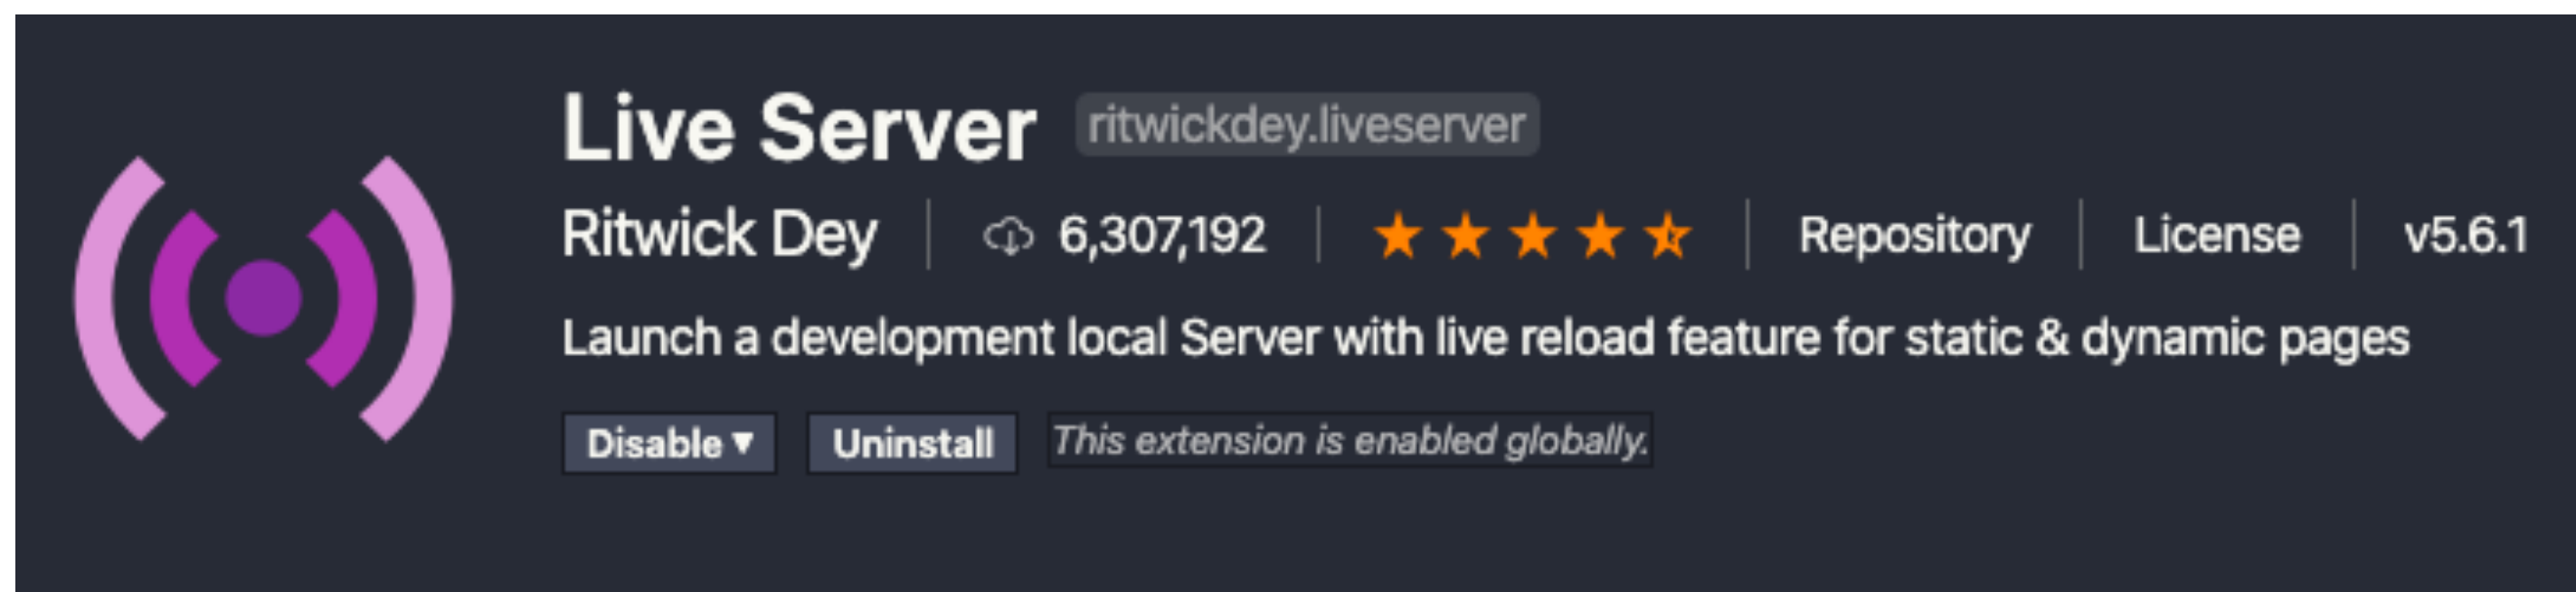 Live Server ritwickdey.liveserver
Ritwick Dey 6,307,192 Repository License v5.6.1
Launch a development local Server with live reload feature for static & dynamic pages
Disable ▼ Uninstall This extension is enabled globally.